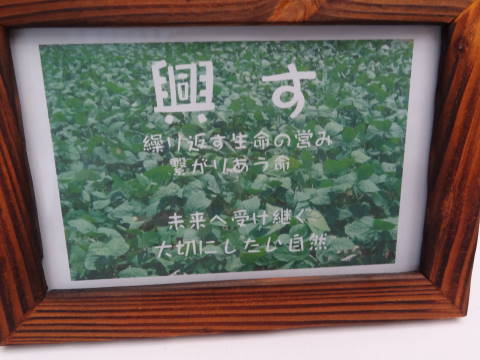 興す
繰り返す生命の営み
繋がりあう命
未来へ受け継ぐ
大切にしたい自然